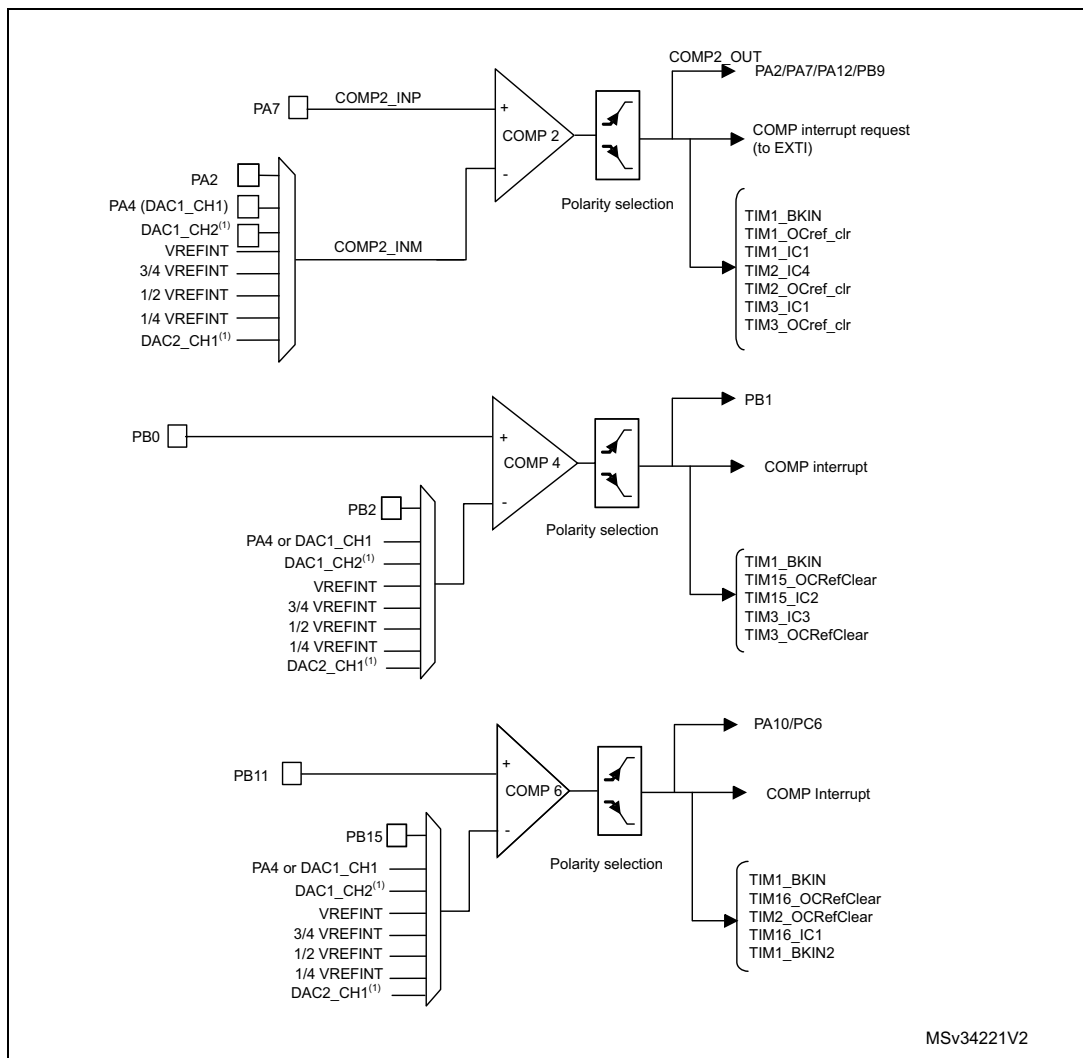 COMP2_OUT
PA2/PA7/PA12/PB9
PA7
COMP2_INP
+
COMP 2
-
COMP interrupt request
(to EXTI)
Polarity selection
PA2
PA4 (DAC1_CH1)
DAC1_CH2(1)
VREFINT
3/4 VREFINT
1/2 VREFINT
1/4 VREFINT
DAC2_CH1(1)
COMP2_INM
TIM1_BKIN
TIM1_OCref_clr
TIM1_IC1
TIM2_IC4
TIM2_OCref_clr
TIM3_IC1
TIM3_OCref_clr
PB1
PB0
+
COMP 4
-
COMP interrupt
Polarity selection
PB2
PA4 or DAC1_CH1
DAC1_CH2(1)
VREFINT
3/4 VREFINT
1/2 VREFINT
1/4 VREFINT
DAC2_CH1(1)
TIM1_BKIN
TIM15_OCRefClear
TIM15_IC2
TIM3_IC3
TIM3_OCRefClear
PA10/PC6
PB11
+
COMP 6
-
COMP Interrupt
Polarity selection
PB15
PA4 or DAC1_CH1
DAC1_CH2(1)
VREFINT
3/4 VREFINT
1/2 VREFINT
1/4 VREFINT
DAC2_CH1(1)
TIM1_BKIN
TIM16_OCRefClear
TIM2_OCRefClear
TIM16_IC1
TIM1_BKIN2
MSv34221V2